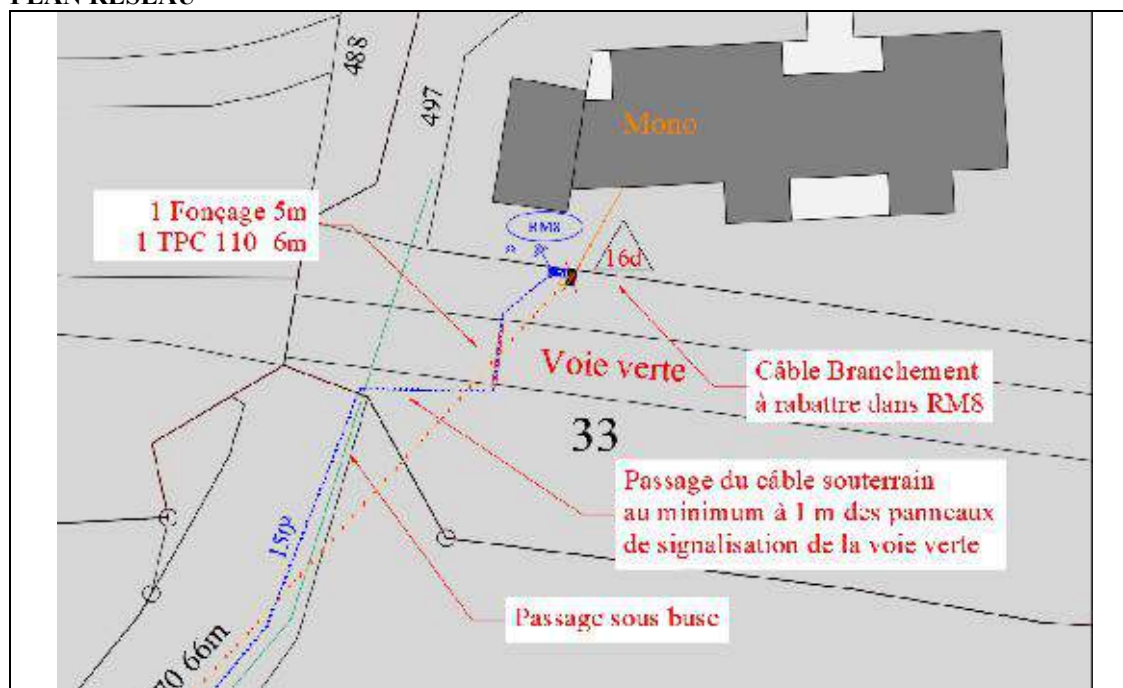 PLAN RESEAU
488
497
Mono
1 Fonçage 5m
1 TPC 110 6m
RM8
16d
Voie verte
Câble Branchement
à rabattre dans RM8
33
Passage du câble souterrain
au minimum à 1 m des panneaux
de signalisation de la voie verte
150²
Passage sous buse
70 66m